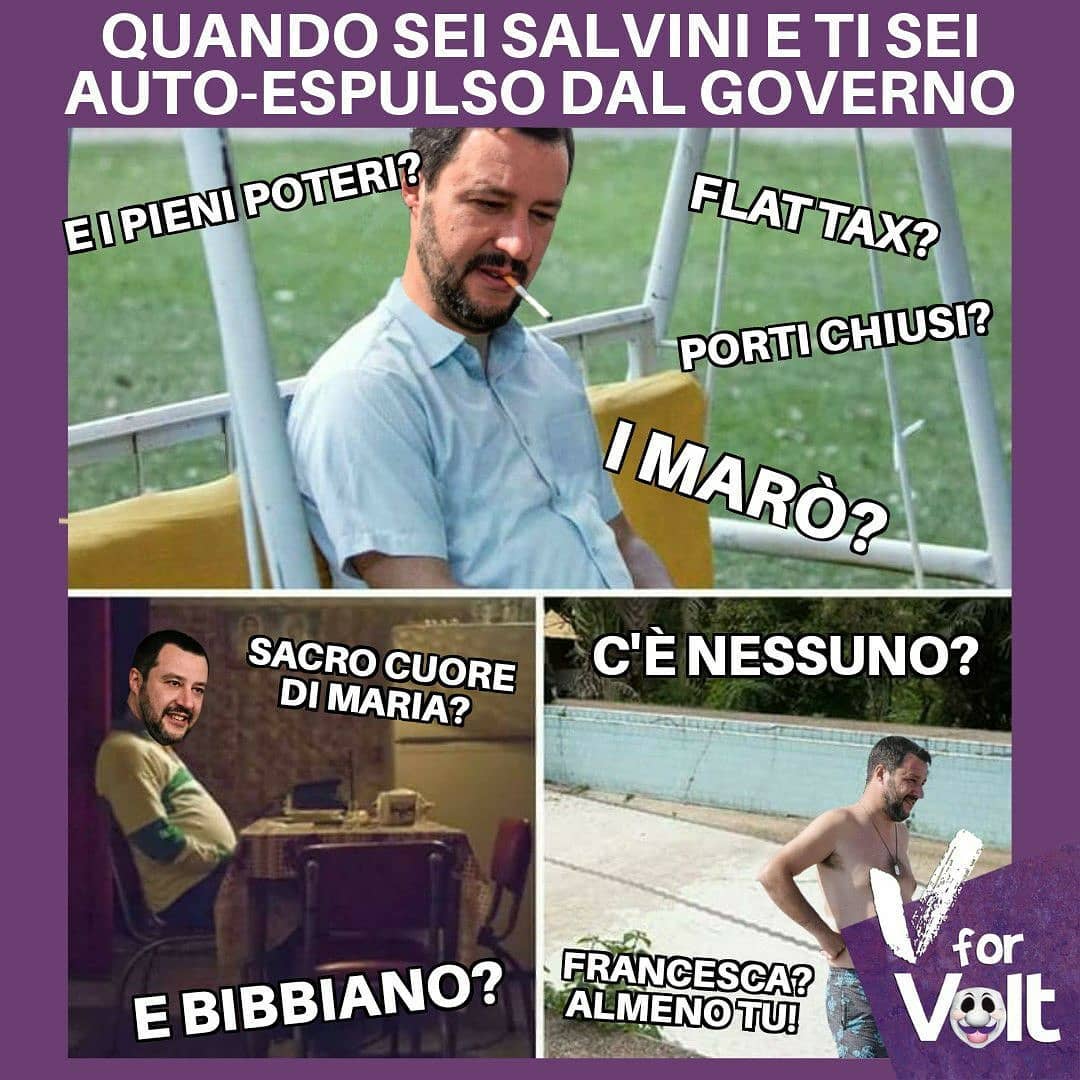 QUANDO SEI SALVINI E TI SEI
AUTO-ESPULSO DAL GOVERNO
E I PIENI POTERI?
FLAT TAX?
PORTI CHIUSI?
I MARÒ?
SACRO CUORE
DI MARIA?
E BIBBIANO?
C'È NESSUNO?
FRANCESCA?
ALMENO TU!
V for
Volt